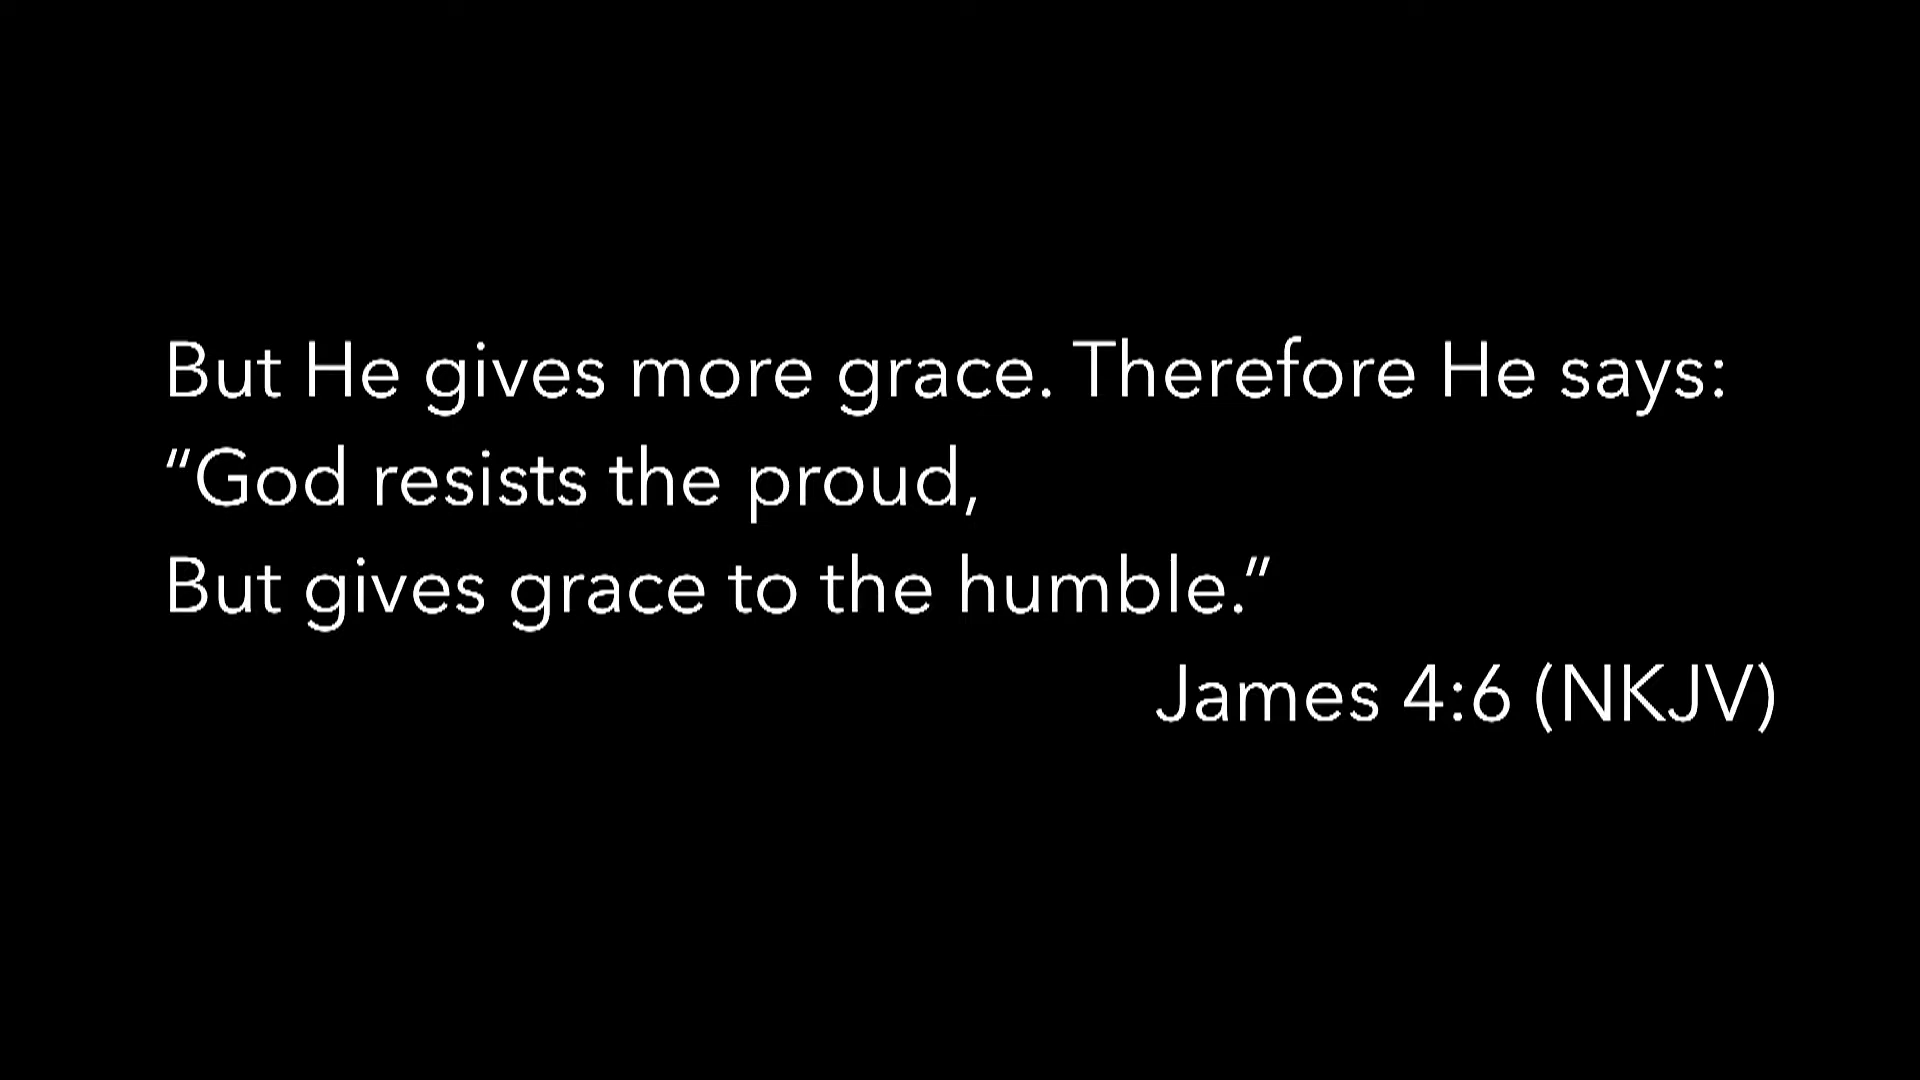 But He gives more grace. Therefore He says:
“God resists the proud,
But gives grace to the humble.”
James 4:6 (NKJV)